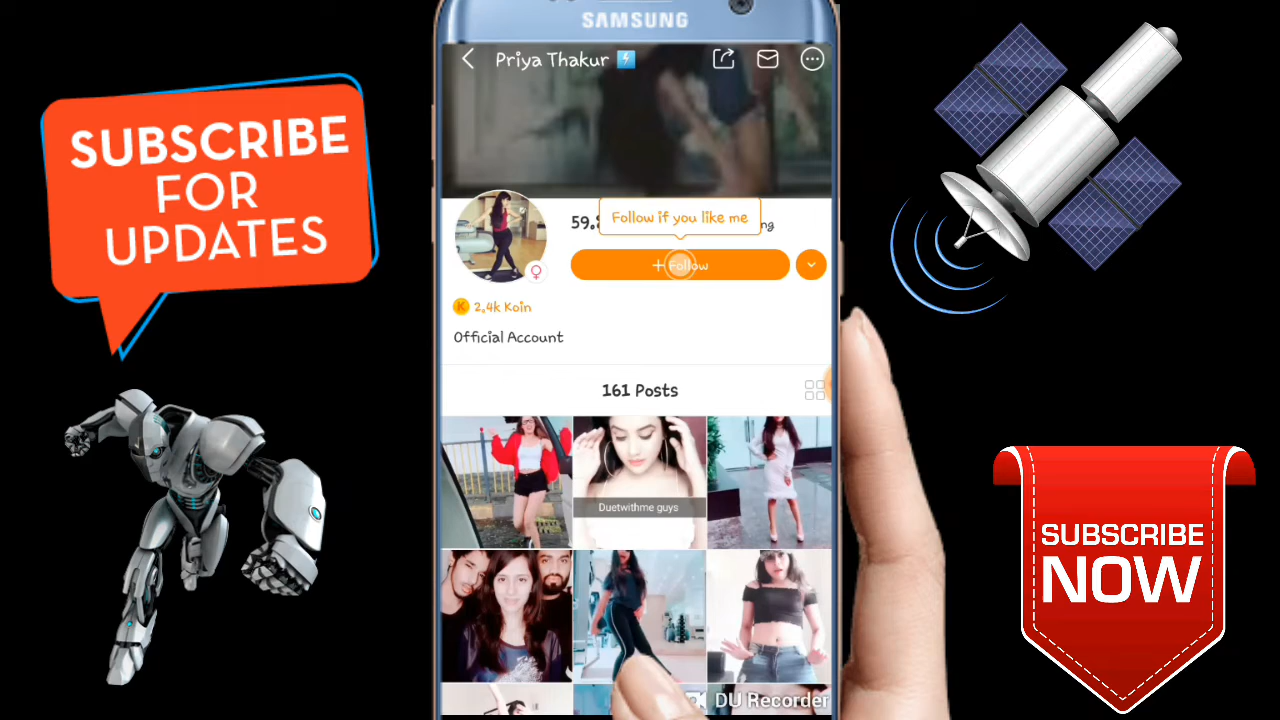 SUBSCRIBE
FOR
UPDATES
SAMSUNG
Priya Thakur
Follow if you like me
+ Follow
K 2.4k Koin
Official Account
161 Posts
Duetwithme guys
DU Recorder
SUBSCRIBE
NOW